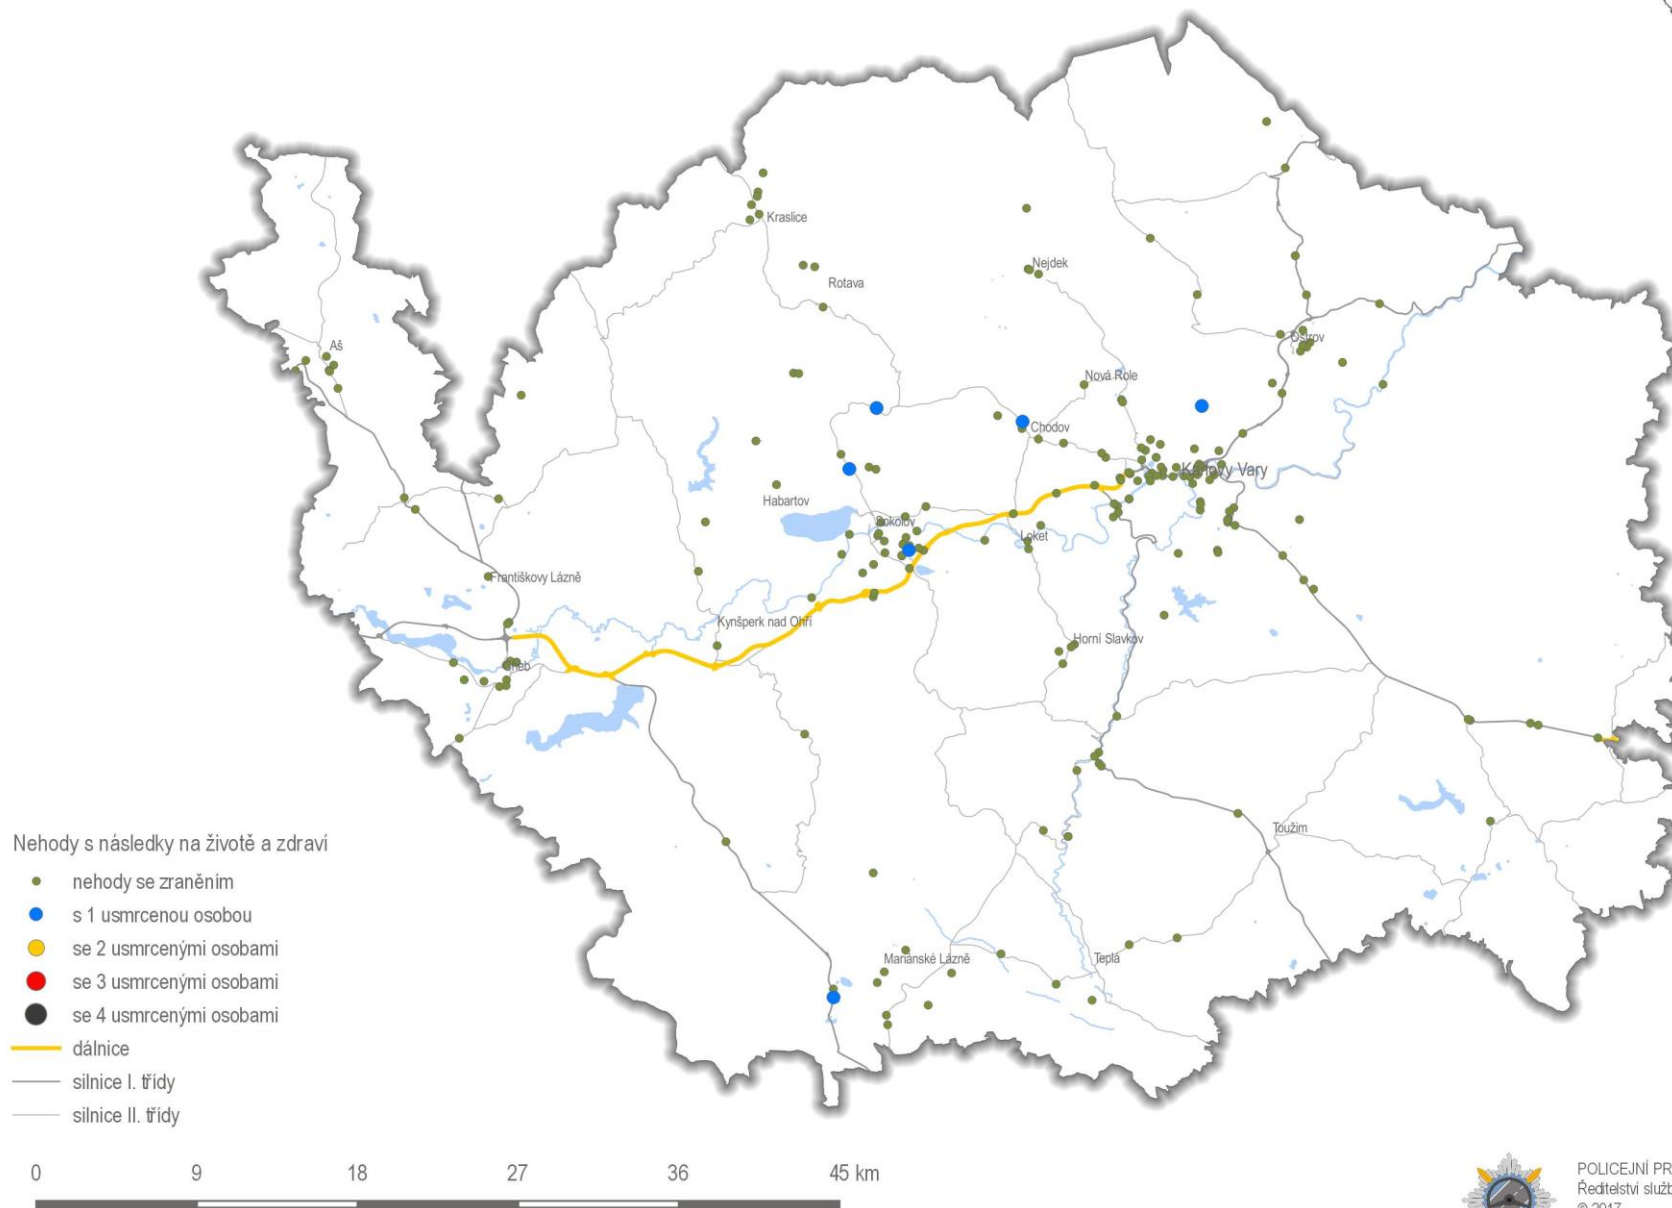 Kraslice
Nejdek
Rotava
Ostrov
Aš
Nová Role
Chodov
Karlovy Vary
Habartov
Sokolov
Loket
Františkovy Lázně
Kynšperk nad Ohří
Horní Slavkov
Cheb
Toužim
Mariánské Lázně
Teplá
Nehody s následky na životě a zdraví
nehody se zraněním
s 1 usmrcenou osobou
se 2 usmrcenými osobami
se 3 usmrcenými osobami
se 4 usmrcenými osobami
dálnice
silnice I. třídy
silnice II. třídy
0 9 18 27 36 45 km
POLICEJNÍ PR
Ředitelství služb
© 2017